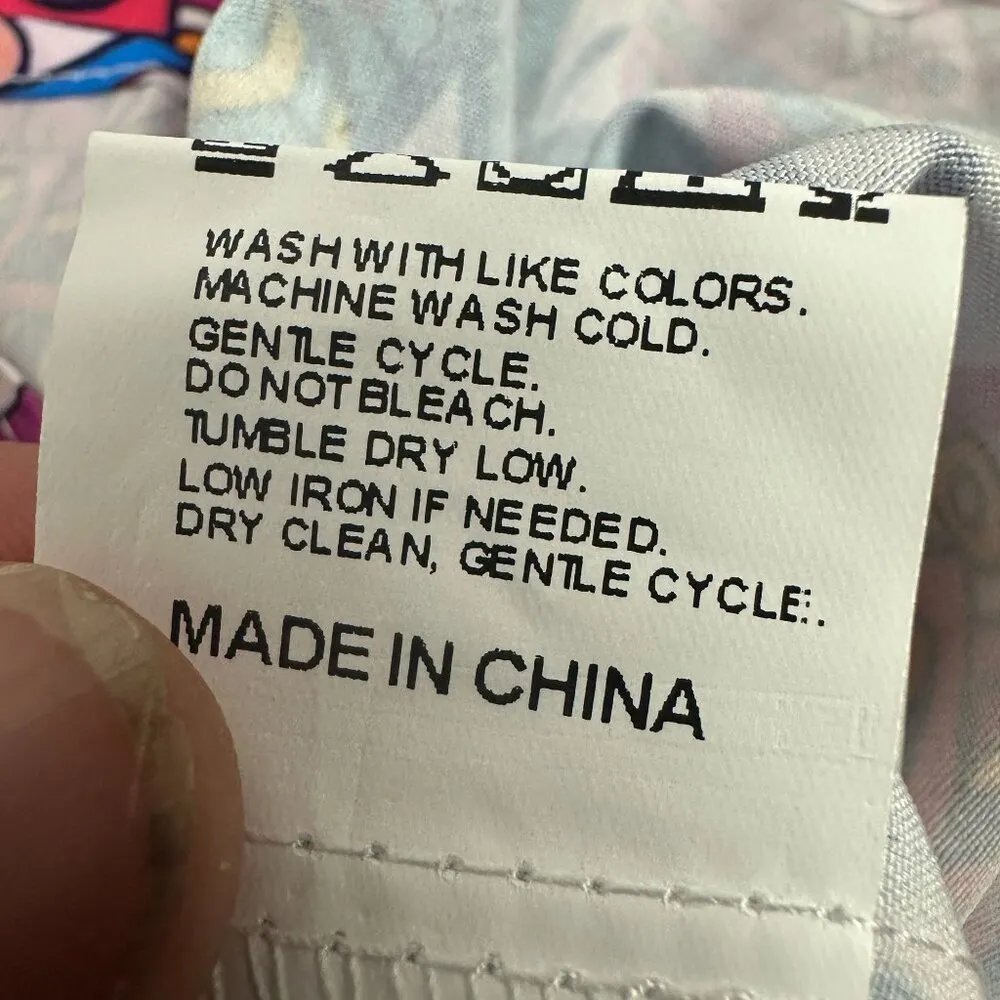 WASH WITH LIKE COLORS.
MACHINE WASH COLD.
GENTLE CYCLE.
DO NOT BLEACH.
TUMBLE DRY LOW.
LOW IRON IF NEEDED.
DRY CLEAN, GENTLE CYCLE.
MADE IN CHINA